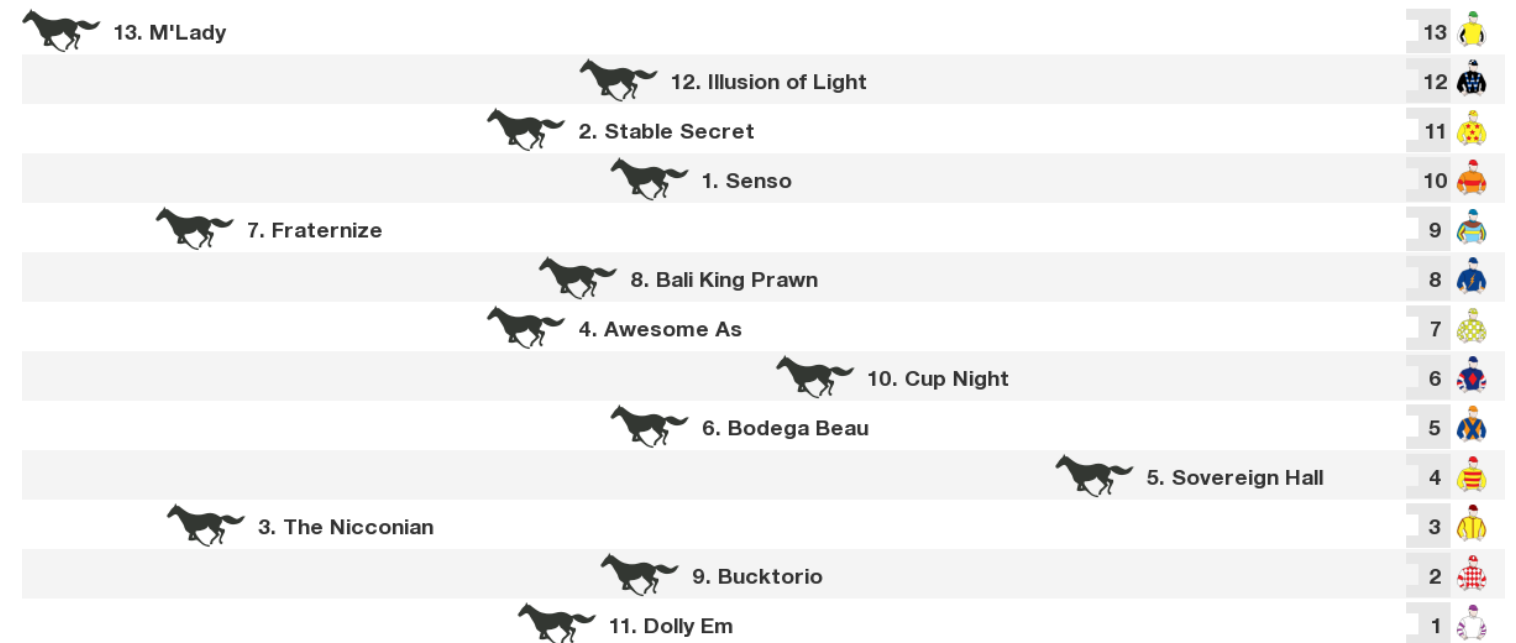 13. M'Lady 13
12. Illusion of Light 12
2. Stable Secret 11
1. Senso 10
7. Fraternize 9
8. Bali King Prawn 8
4. Awesome As 7
10. Cup Night 6
6. Bodega Beau 5
5. Sovereign Hall 4
3. The Nicconian 3
9. Bucktorio 2
11. Dolly Em 1